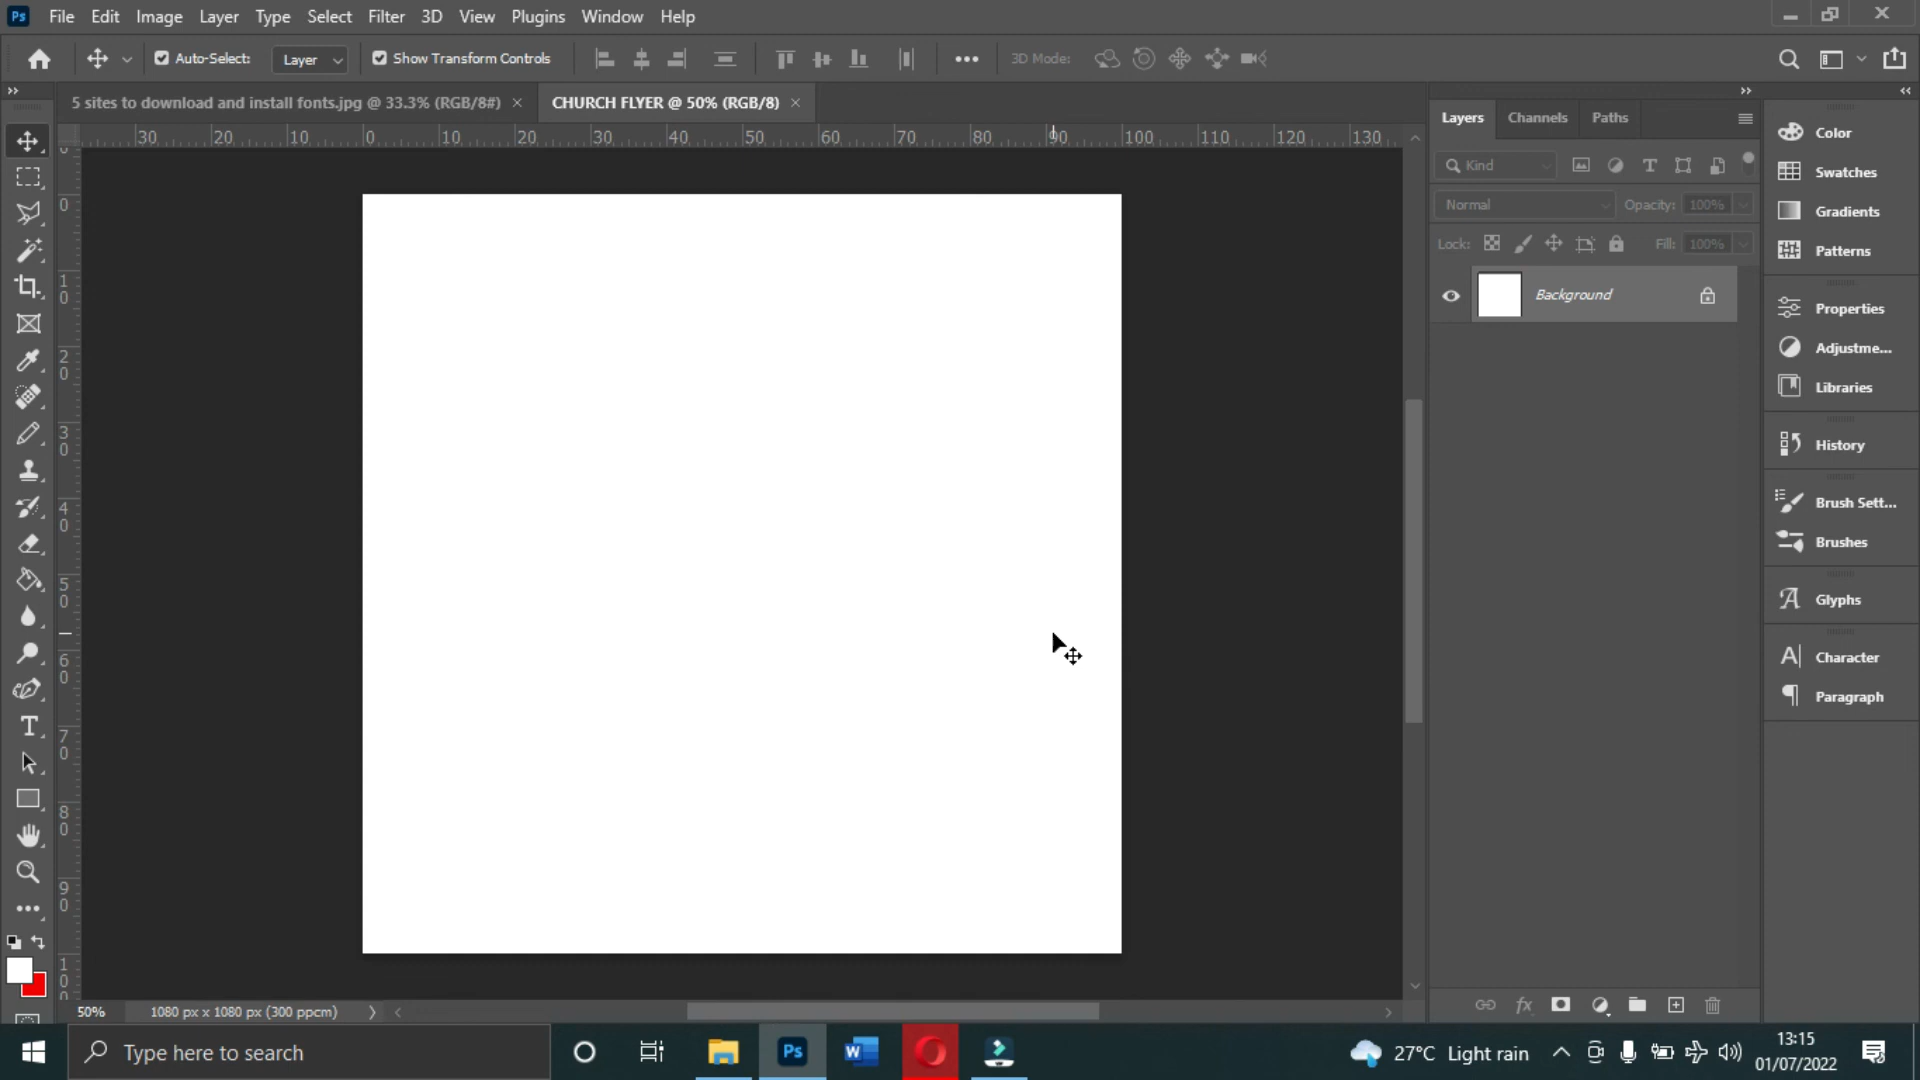 Ps File Edit Image Layer Type Select Filter 3D View Plugins Window Help
Auto-Select: Layer Show Transform Controls 3D Mode:
5 sites to download and install fonts.jpg @ 33.3% (RGB/8#) × CHURCH FLYER @ 50% (RGB/8) ×
30 20 10 0 10 20 30 40 50 60 70 80 90 100 110 120 130
0
10
20
30
40
50
60
70
80
90
100
Layers Channels Paths
Kind
Normal Opacity: 100%
Lock: Fill: 100%
Background
Color
Swatches
Gradients
Patterns
Properties
Adjustme...
Libraries
History
Brush Sett...
Brushes
Glyphs
Character
Paragraph
50% 1080 px x 1080 px (300 ppcm)
Type here to search
Ps
W
27°C Light rain
13:15
01/07/2022